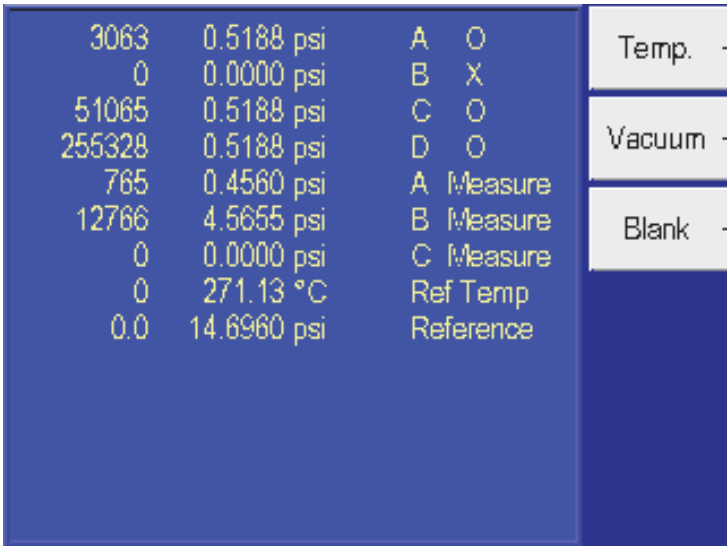 3063 0.5188 psi A O
0 0.0000 psi B X
51065 0.5188 psi C O
255328 0.5188 psi D O
765 0.4560 psi A Measure
12766 4.5655 psi B Measure
0 0.0000 psi C Measure
0 271.13 °C Ref Temp
0.0 14.6960 psi Reference
Temp.
Vacuum
Blank